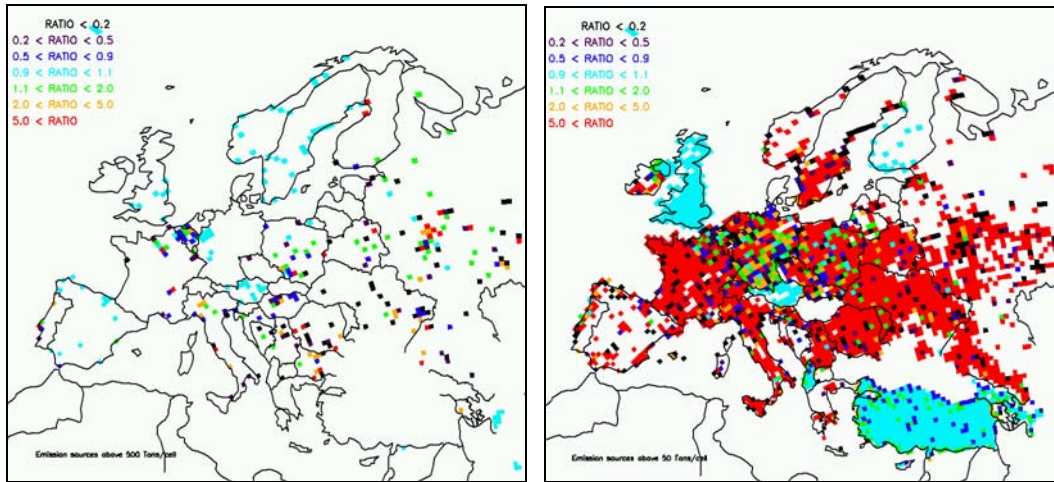 RATIO < 0.2
0.2 < RATIO < 0.5
0.5 < RATIO < 0.9
0.9 < RATIO < 1.1
1.1 < RATIO < 2.0
2.0 < RATIO < 5.0
5.0 < RATIO
Emission sources above 500 Tons/cell
RATIO < 0.2
0.2 < RATIO < 0.5
0.5 < RATIO < 0.9
0.9 < RATIO < 1.1
1.1 < RATIO < 2.0
2.0 < RATIO < 5.0
5.0 < RATIO
Emission sources above 50 Tons/cell